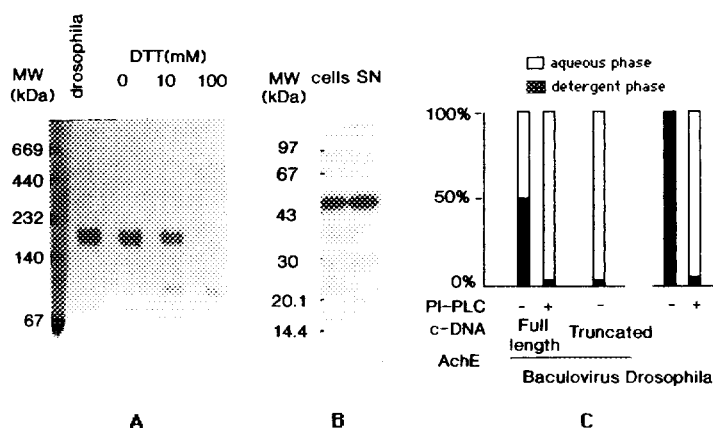 drosophila
DTT(mM)
MW
(kDa)
0 10 100
669
440
232
140
67
A
MW
(kDa)
cells SN
97
67
43
30
20.1
14.4
B
aqueous phase
detergent phase
100%
50%
0%
PI-PLC - + - - +
c-DNA Full length Truncated
AchE
Baculovirus Drosophila
C